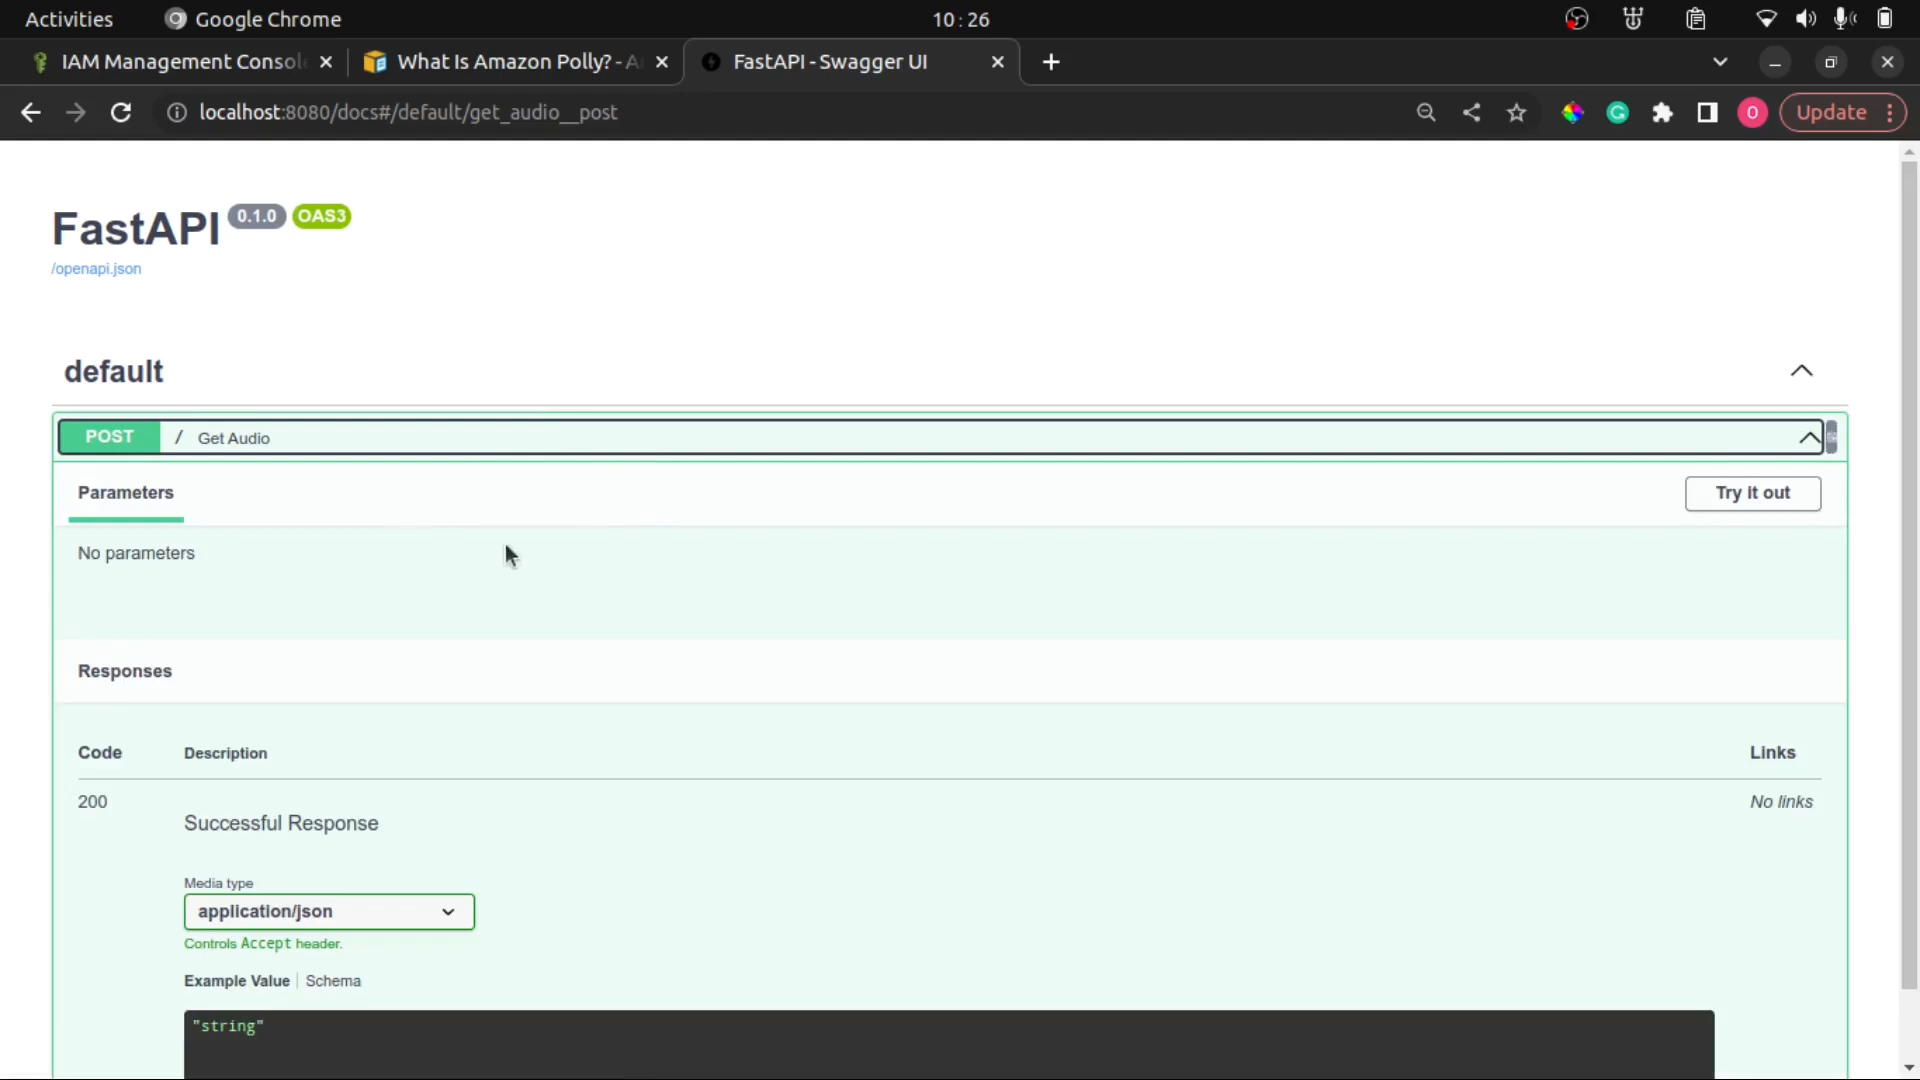 Activities
Google Chrome
10:26
IAM Management Consol
What Is Amazon Polly? - A
FastAPI - Swagger UI
localhost:8080/docs#/default/get_audio__post
O
Update
FastAPI
0.1.0
OAS3
/openapi.json
default
POST
/
Get Audio
Parameters
Try it out
No parameters
Responses
Code
Description
Links
200
No links
Successful Response
Media type
application/json
Controls Accept header.
Example Value
Schema
"string"